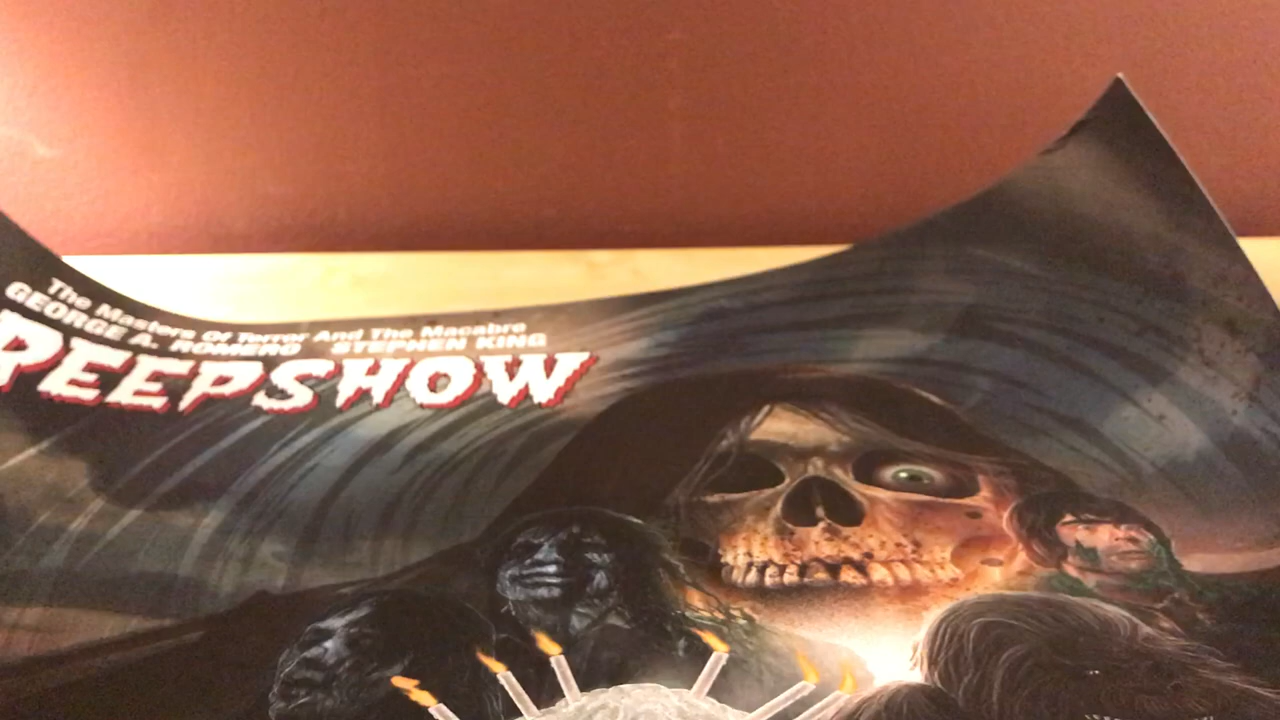 The Masters Of Terror And The Macabre
GEORGE A. ROMERO STEPHEN KING
REEPSHOW